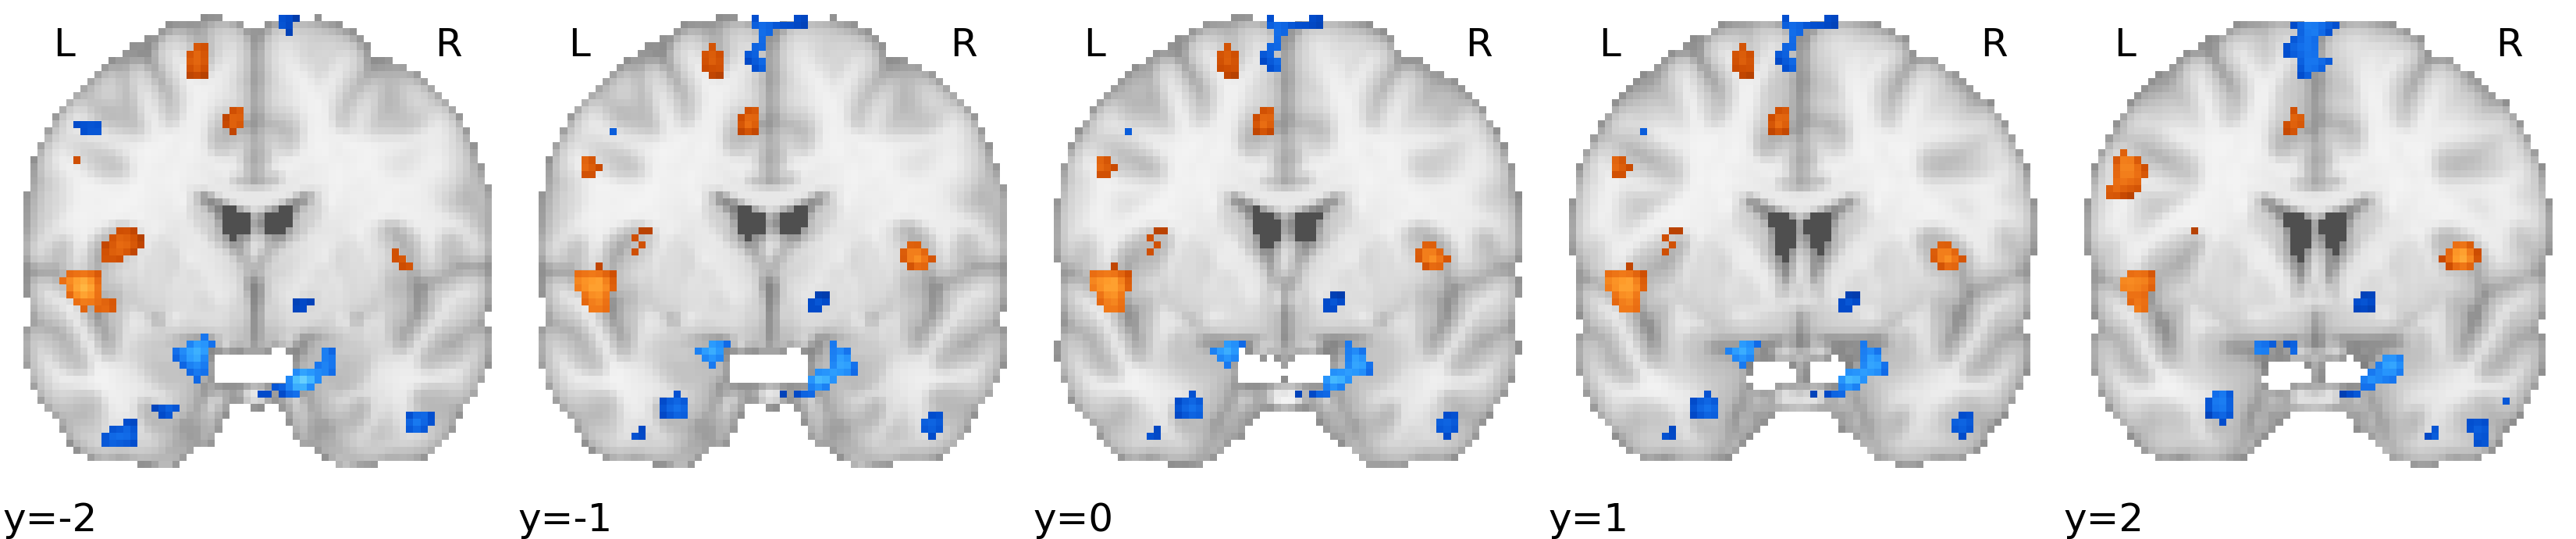 L R L R L R L R L R
y=-2 y=-1 y=0 y=1 y=2